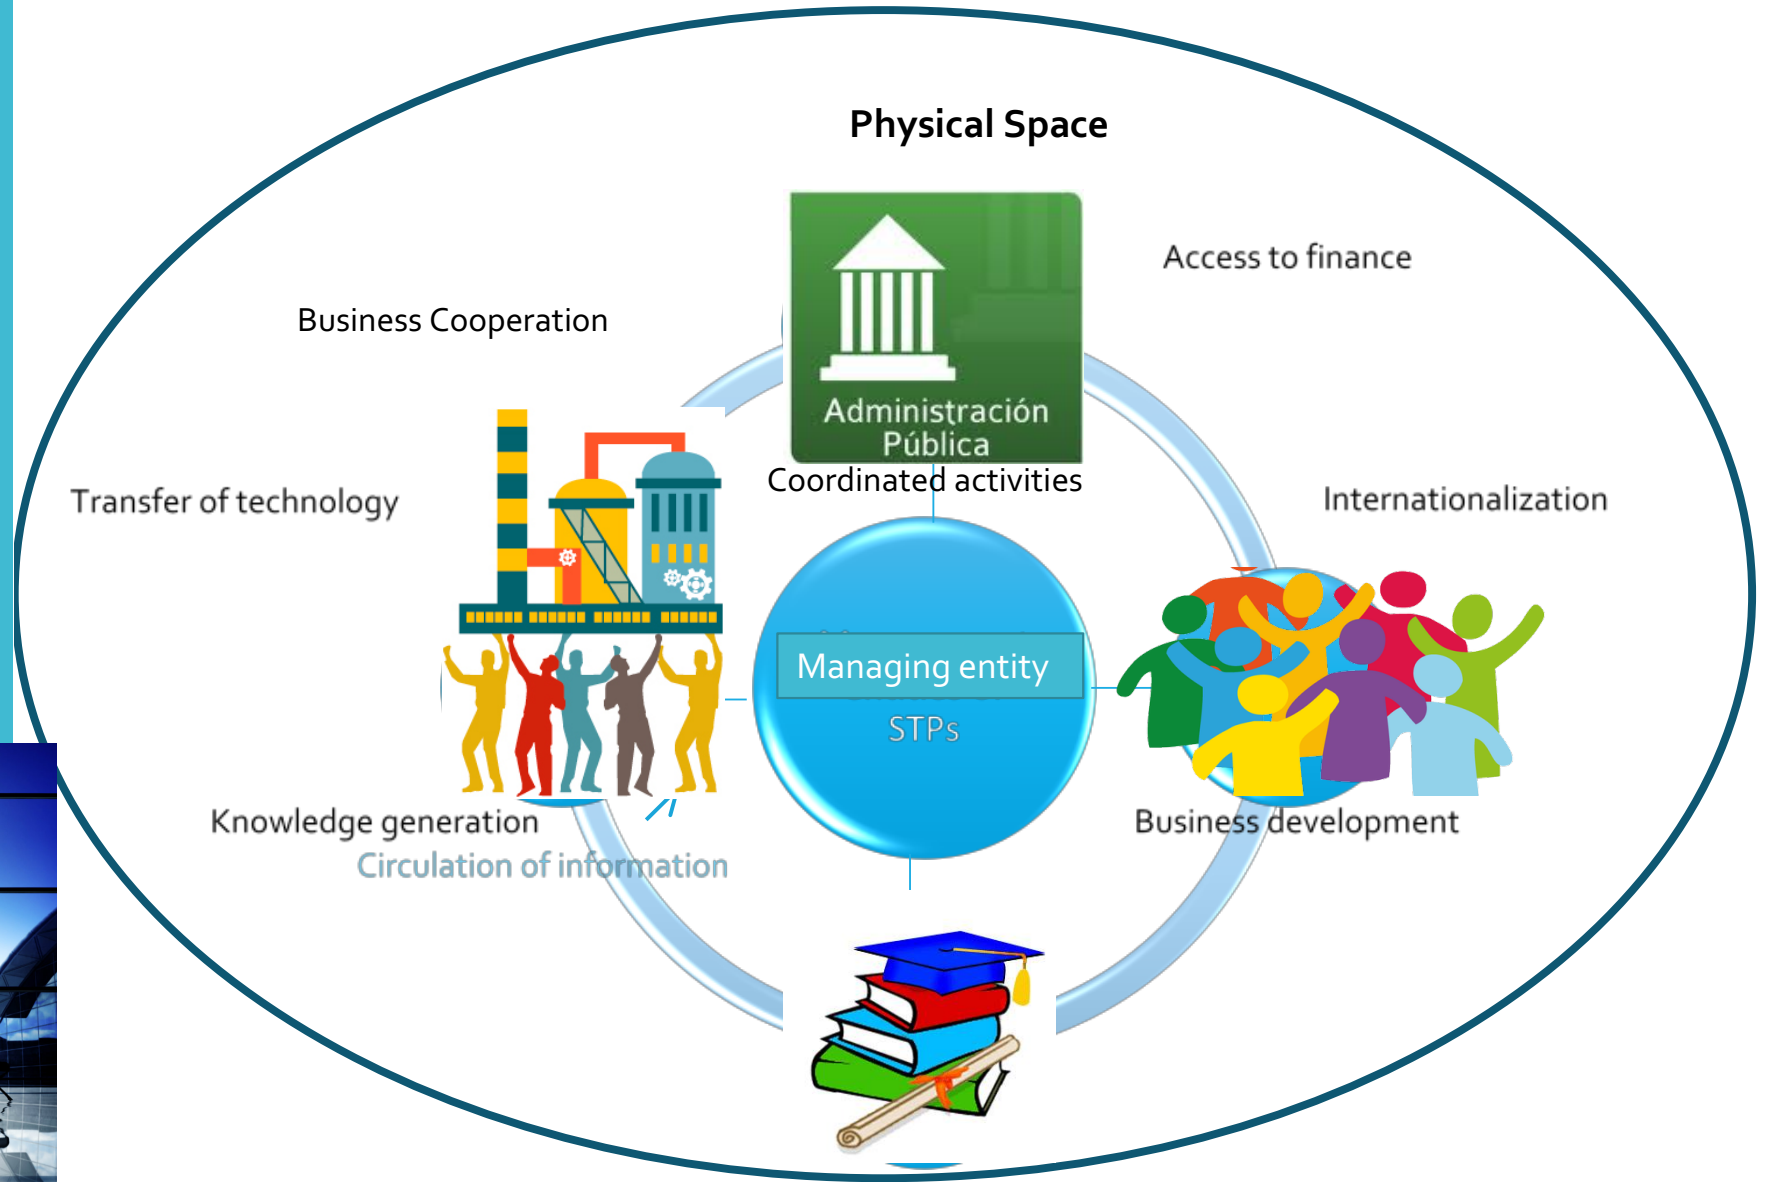 Physical Space
Access to finance
Business Cooperation
Administración
Pública
Coordinated activities
Transfer of technology
Internationalization
Managing entity
STPs
Knowledge generation
Business development
Circulation of information